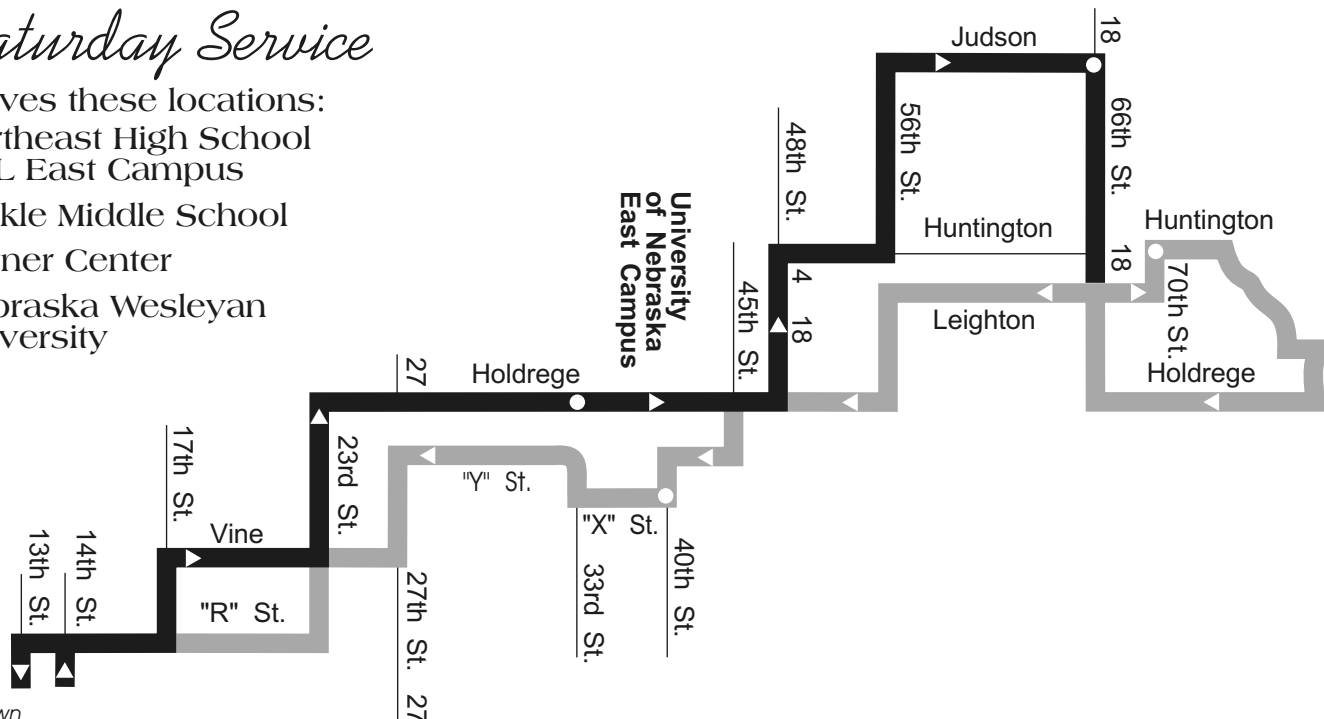 Saturday Service
ves these locations:
rtheast High School
L East Campus
kle Middle School
ner Center
braska Wesleyan
versity
Judson
18
56th St.
66th St.
48th St.
University
of Nebraska
East Campus
Huntington
18
Huntington
70th St.
4 18
45th St.
Leighton
27
Holdrege
Holdrege
17th St.
23rd St.
"Y" St.
"X" St.
Vine
13th St.
14th St.
"R" St.
27th St. 27
33rd St.
40th St.
wn